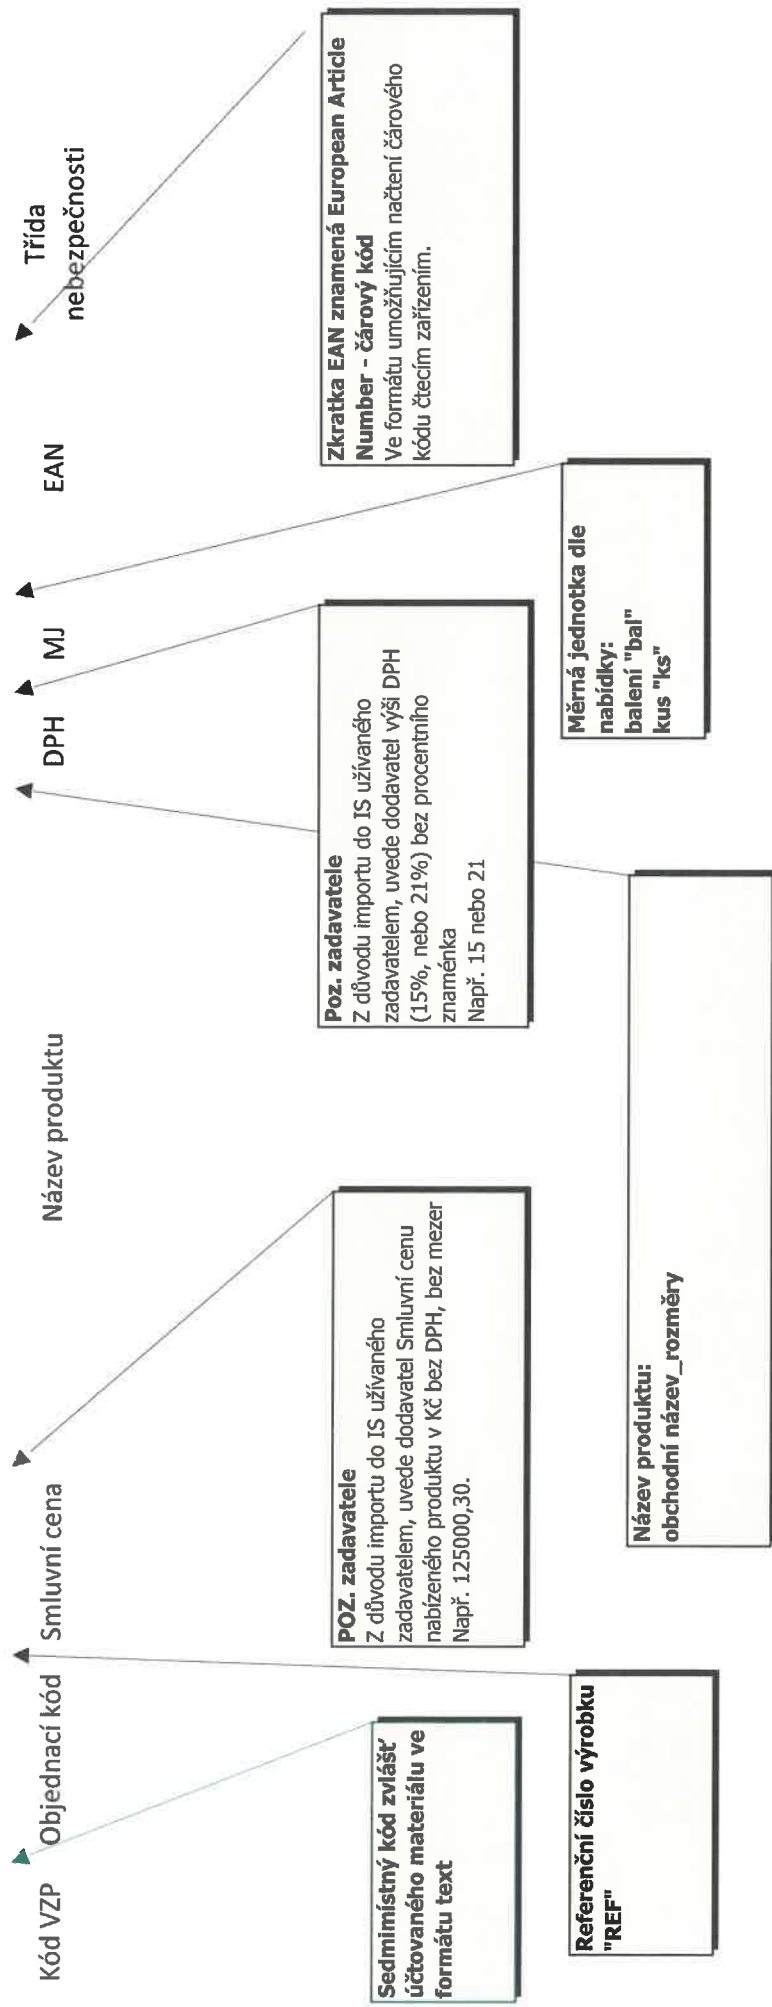 Kód VZP
Objednací kód
Smluvní cena
Název produktu
DPH
MJ
EAN
Třída
nebezpečnosti
Sedmimístný kód zvlášť
účtovaného materiálu ve
formátu text
POZ. zadavatele
Z důvodu importu do IS užívaného
zadavatelem, uvede dodavatel Smluvní cenu
nabízeného produktu v Kč bez DPH, bez mezer
Např. 125000,30.
Poz. zadavatele
Z důvodu importu do IS užívaného
zadavatelem, uvede dodavatel výši DPH
(15%, nebo 21%) bez procentního
znaménka
Např. 15 nebo 21
Zkratka EAN znamená European Article
Number - čárový kód
Ve formátu umožňujícím načtení čárového
kódu čtecím zařízením.
Referenční číslo výrobku
"REF"
Název produktu:
obchodní název_rozměry
Měrná jednotka dle
nabídky:
balení "bal"
kus "ks"